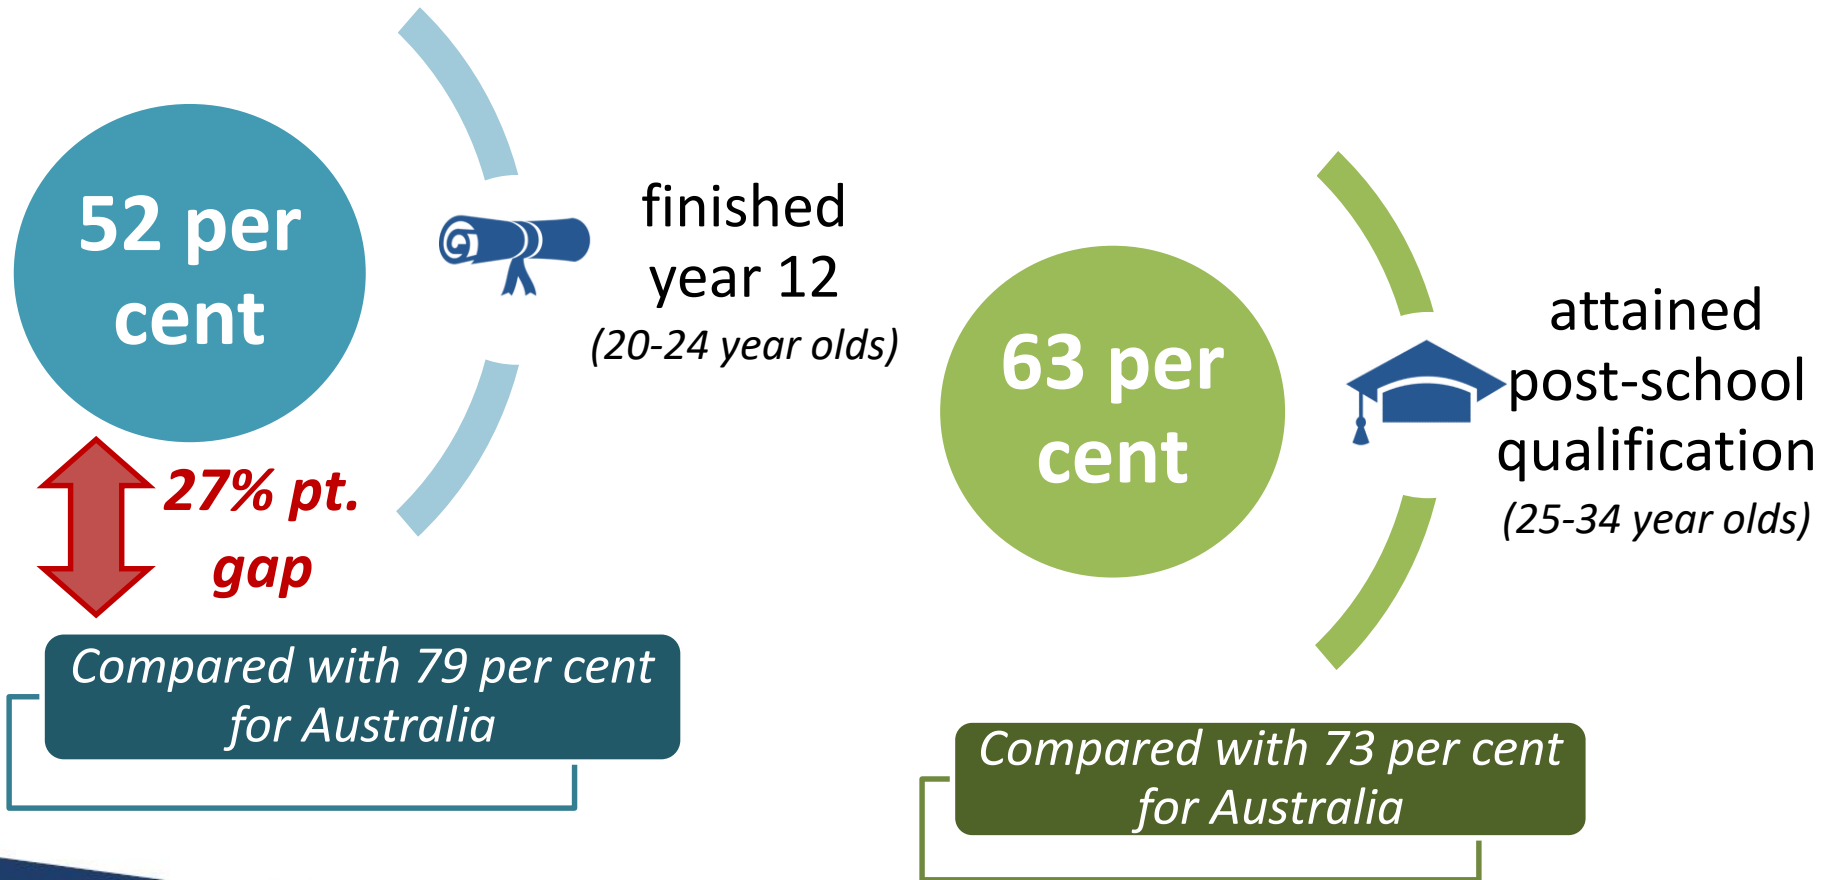 52 per
cent
finished
year 12
(20-24 year olds)
27% pt.
gap
Compared with 79 per cent
for Australia
63 per
cent
attained
post-school
qualification
(25-34 year olds)
Compared with 73 per cent
for Australia